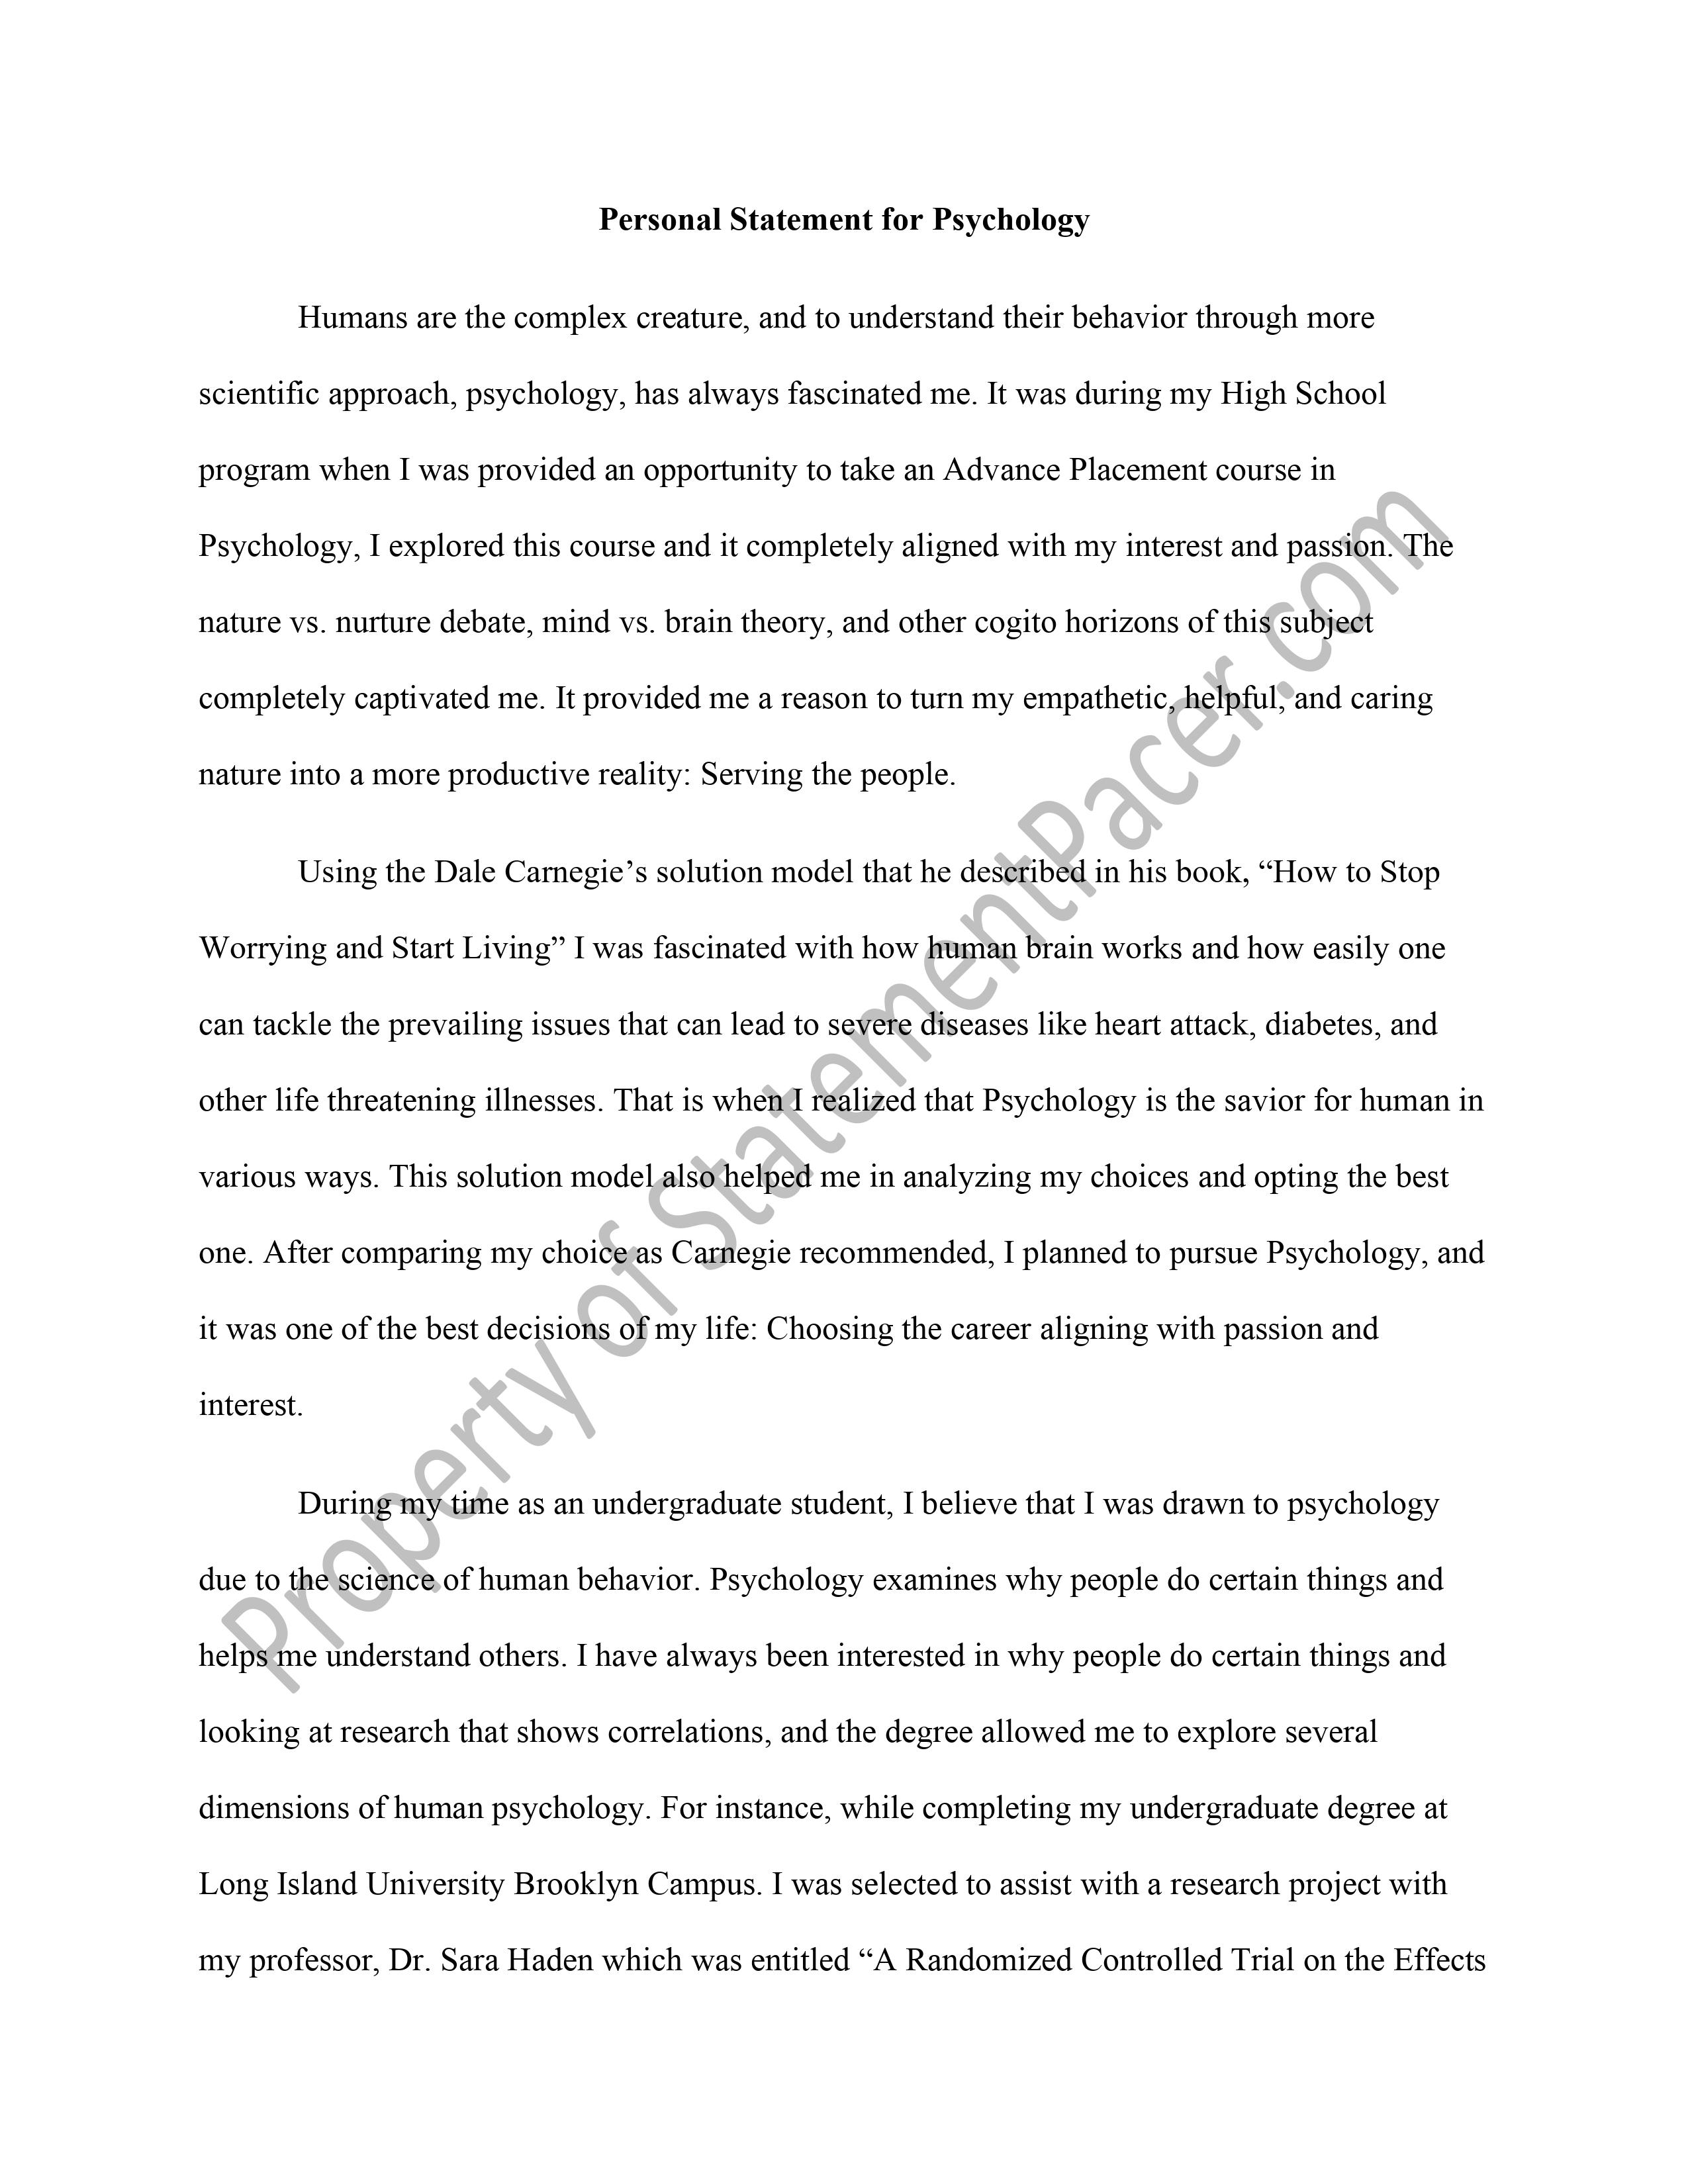 Personal Statement for Psychology
Humans are the complex creature, and to understand their behavior through more
scientific approach, psychology, has always fascinated me. It was during my High School
program when I was provided an opportunity to take an Advance Placement course in
Psychology, I explored this course and it completely aligned with my interest and passion. The
nature vs. nurture debate, mind vs. brain theory, and other cogito horizons of this subject
completely captivated me. It provided me a reason to turn my empathetic, helpful, and caring
nature into a more productive reality: Serving the people.
Using the Dale Carnegie’s solution model that he described in his book, “How to Stop
Worrying and Start Living” I was fascinated with how human brain works and how easily one
can tackle the prevailing issues that can lead to severe diseases like heart attack, diabetes, and
other life threatening illnesses. That is when I realized that Psychology is the savior for human in
various ways. This solution model also helped me in analyzing my choices and opting the best
one. After comparing my choice as Carnegie recommended, I planned to pursue Psychology, and
it was one of the best decisions of my life: Choosing the career aligning with passion and
interest.
During my time as an undergraduate student, I believe that I was drawn to psychology
due to the science of human behavior. Psychology examines why people do certain things and
helps me understand others. I have always been interested in why people do certain things and
looking at research that shows correlations, and the degree allowed me to explore several
dimensions of human psychology. For instance, while completing my undergraduate degree at
Long Island University Brooklyn Campus. I was selected to assist with a research project with
my professor, Dr. Sara Haden which was entitled “A Randomized Controlled Trial on the Effects
Property of StatementPacer.com